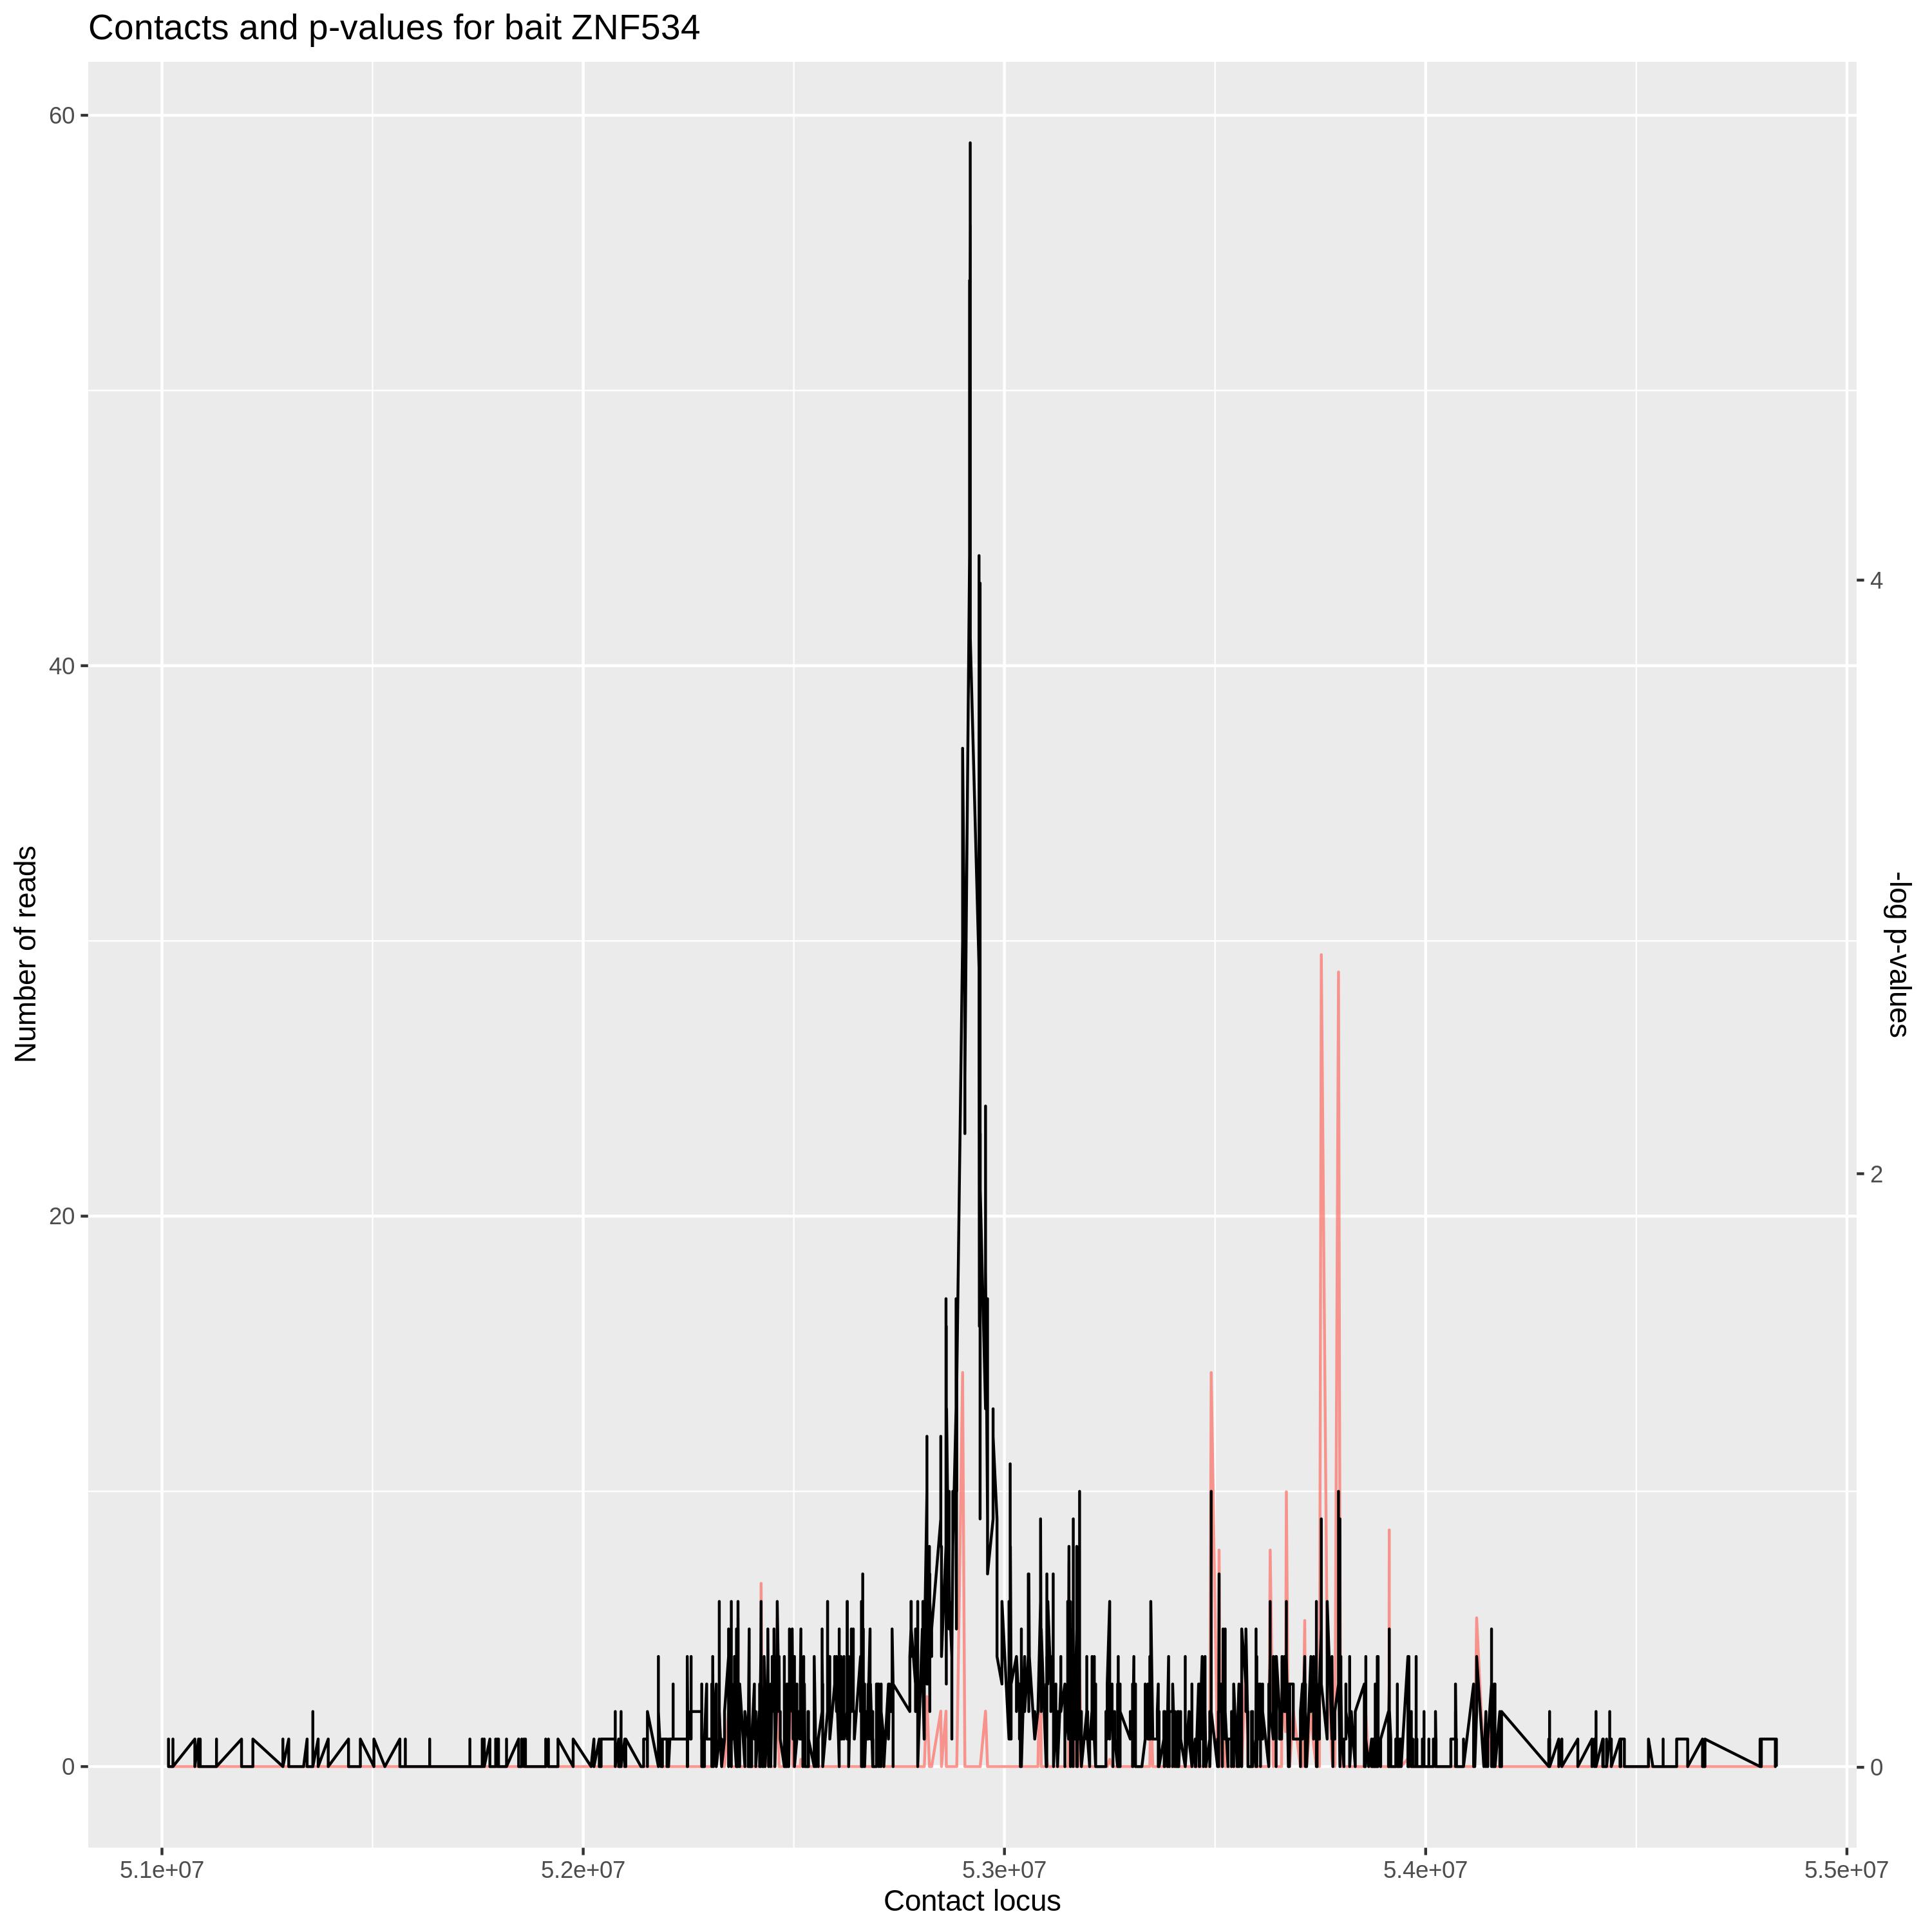 Contacts and p-values for bait ZNF534
60
40
20
0
Number of reads
4
2
0
-log p-values
5.1e+07 5.2e+07 5.3e+07 5.4e+07 5.5e+07
Contact locus